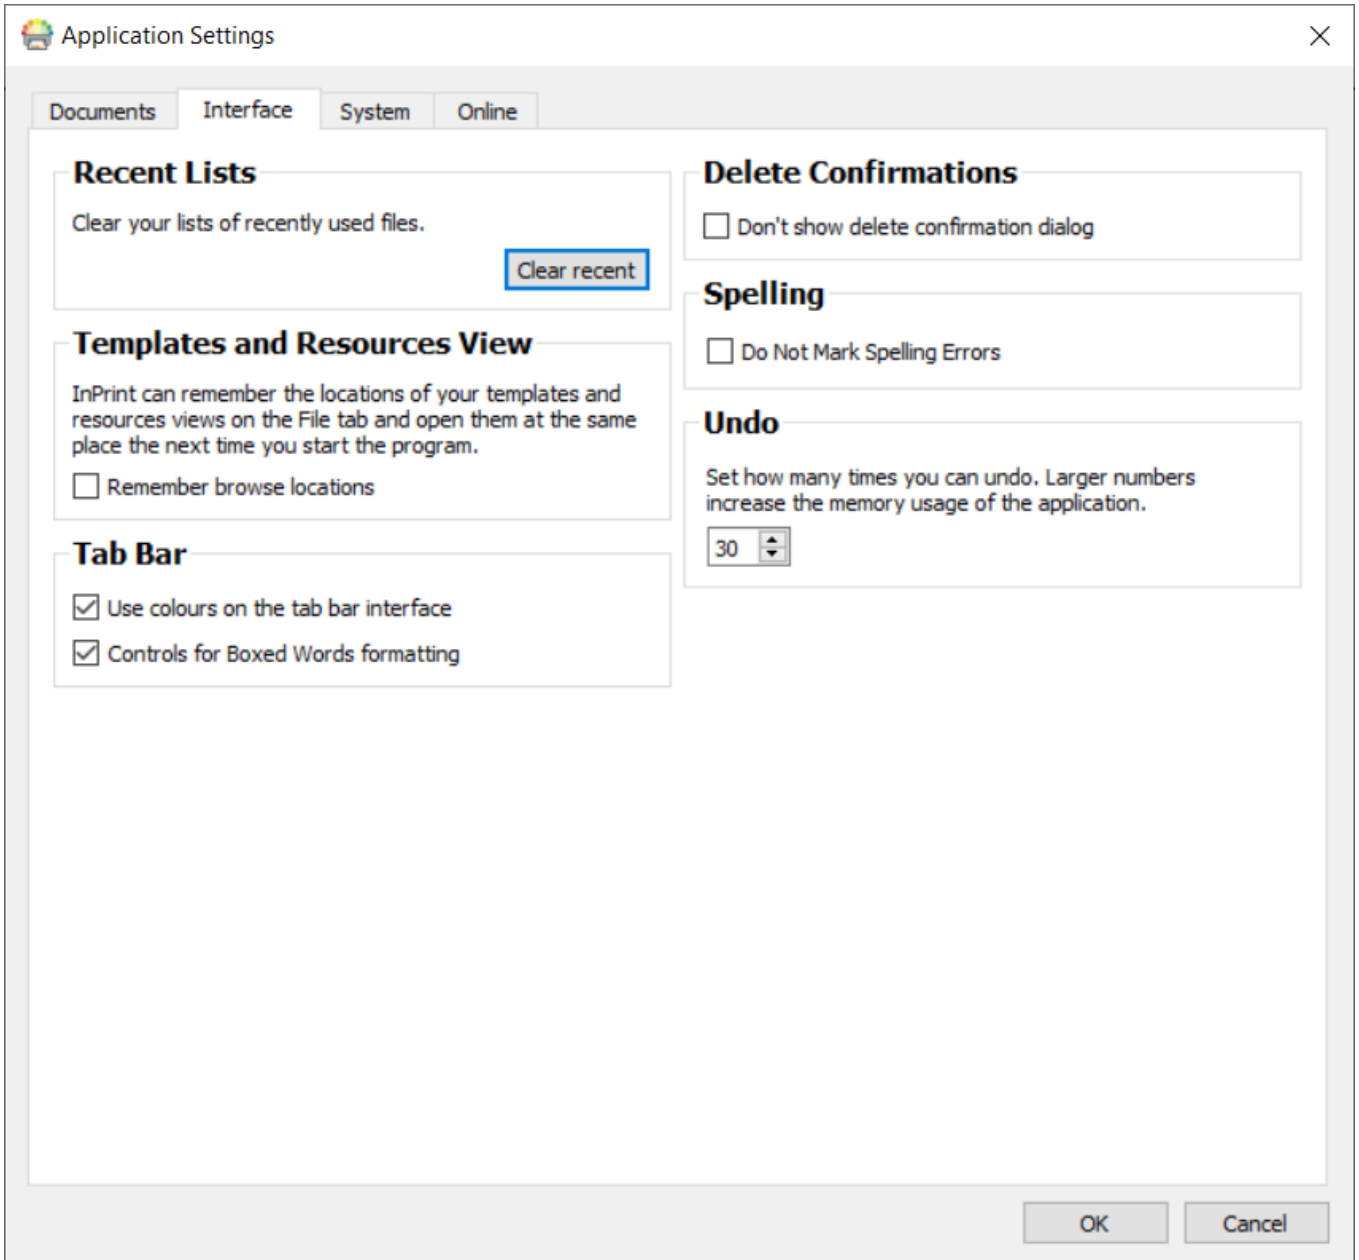 Application Settings
Documents
Interface
System
Online
Recent Lists
Clear your lists of recently used files.
Clear recent
Templates and Resources View
InPrint can remember the locations of your templates and
resources views on the File tab and open them at the same
place the next time you start the program.
Remember browse locations
Tab Bar
Use colours on the tab bar interface
Controls for Boxed Words formatting
Delete Confirmations
Don't show delete confirmation dialog
Spelling
Do Not Mark Spelling Errors
Undo
Set how many times you can undo. Larger numbers
increase the memory usage of the application.
30
OK
Cancel